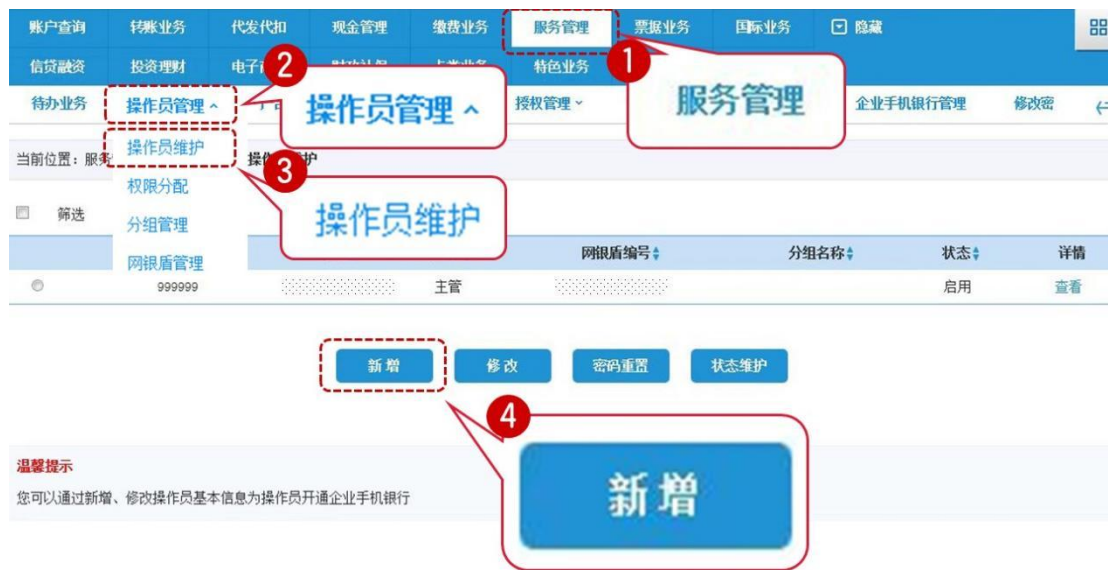 账户查询 转账业务 代发代扣 现金管理 缴费业务 服务管理 票据业务 国际业务 隐藏
信贷融资 投资理财 特色业务
1
2
待办业务 操作员管理 授权管理 企业手机银行管理 修改密
操作员管理
服务管理
当前位置：服务
操作员维护
3
权限分配
操作员维护
筛选 分组管理
网银盾管理 网银盾编号 分组名称 状态 详情
999999 主管 启用 查看
新增 修改 密码重置 状态维护
4
新增
温馨提示
您可以通过新增、修改操作员基本信息为操作员开通企业手机银行